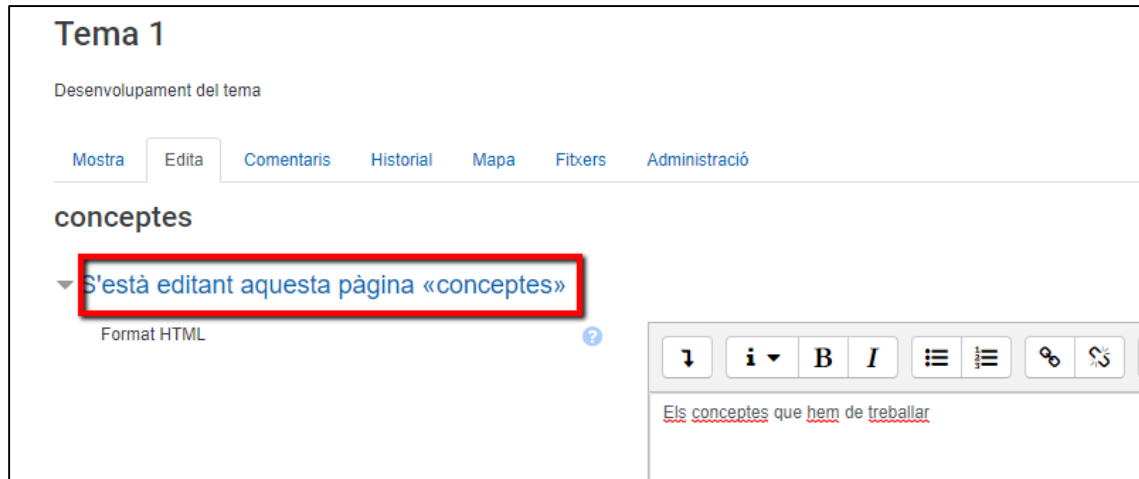 Tema 1
Desenvolupament del tema
Mostra Edita Comentaris Historial Mapa Fitxers Administració
conceptes
S'està editant aquesta pàgina «conceptes»
Format HTML
i B I
Els conceptes que hem de treballar